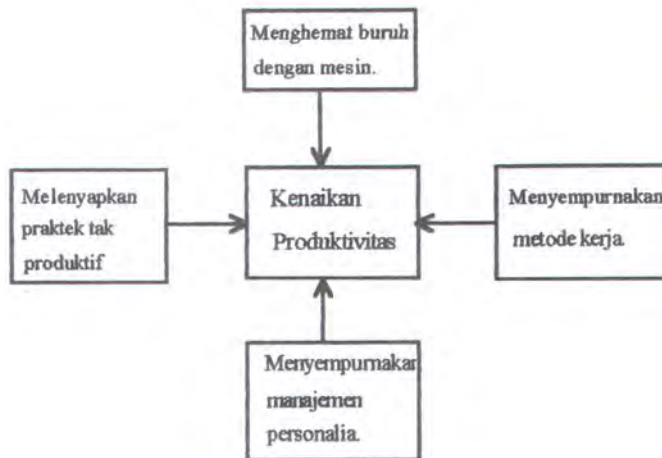 Menghemat buruh
dengan mesin.
Melenyapkan
praktek tak
produktif
Kenaikan
Produktivitas
Menyempurnakan
metode kerja.
Menyempurnakan
manajemen
personalia.